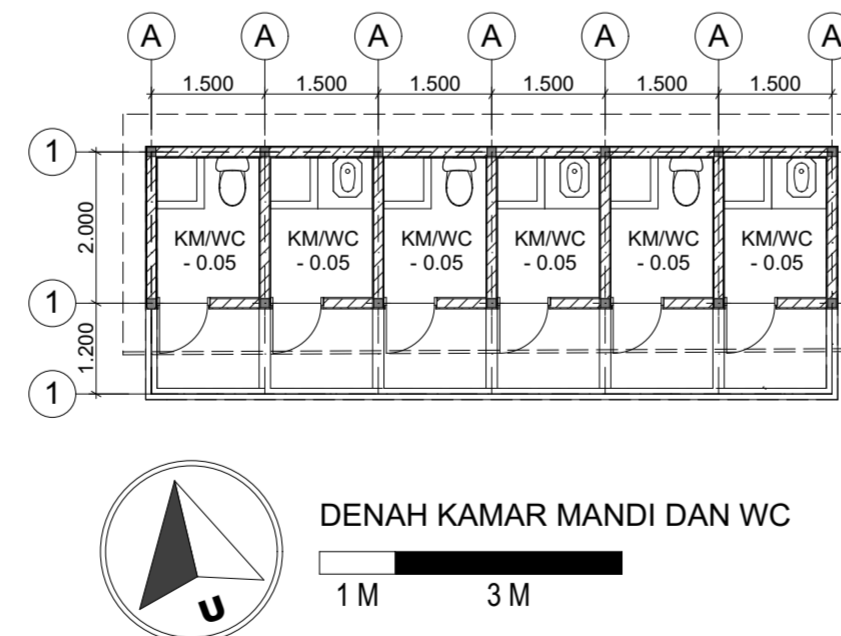 A A A A A A A
1.500 1.500 1.500 1.500 1.500 1.500
1
2.000
KM/WC KM/WC KM/WC KM/WC KM/WC KM/WC
- 0.05 - 0.05 - 0.05 - 0.05 - 0.05 - 0.05
1
1.200
1
DENAH KAMAR MANDI DAN WC
1 M 3 M
U